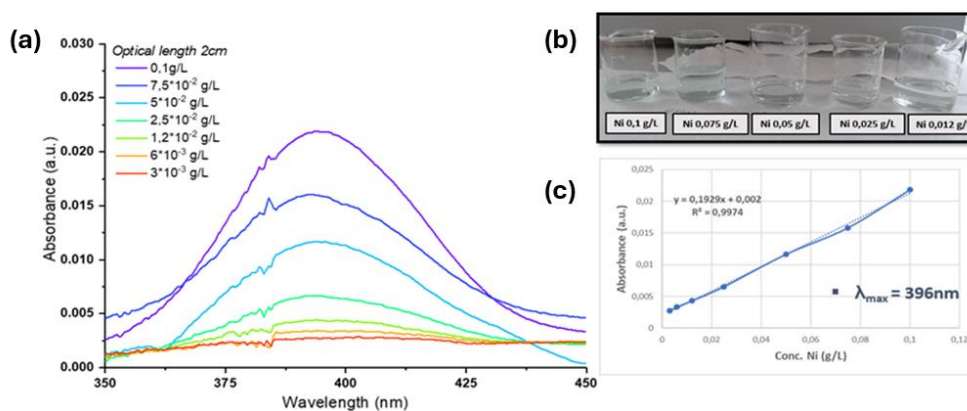 (a)
0.030
0.025
0.020
0.015
0.010
0.005
0.000
Absorbance (a.u.)
Optical length 2cm
0,1g/L
7,5*10⁻² g/L
5*10⁻² g/L
2,5*10⁻² g/L
1,2*10⁻² g/L
6*10⁻³ g/L
3*10⁻³ g/L
350
375
400
425
450
Wavelength (nm)
(b)
Ni 0,1 g/L
Ni 0,075 g/L
Ni 0,05 g/L
Ni 0,025 g/L
Ni 0,012 g/
(c)
0,025
0,02
0,015
0,01
0,005
0
Absorbance (a.u.)
y = 0,1929x + 0,002
R² = 0,9974
λmax = 396nm
0
0,02
0,04
0,06
0,08
0,1
0,12
Conc. Ni (g/L)